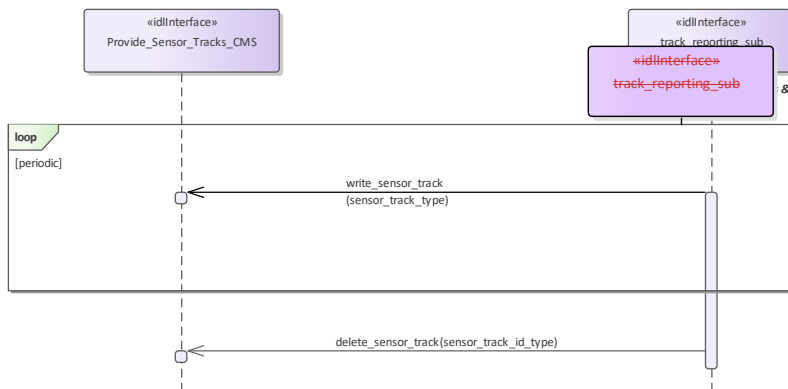 «idlInterface»
Provide_Sensor_Tracks_CMS
«idlInterface»
track_reporting_sub
«idlInterface»
track_reporting_sub
&
loop
[periodic]
write_sensor_track
(sensor_track_type)
delete_sensor_track(sensor_track_id_type)